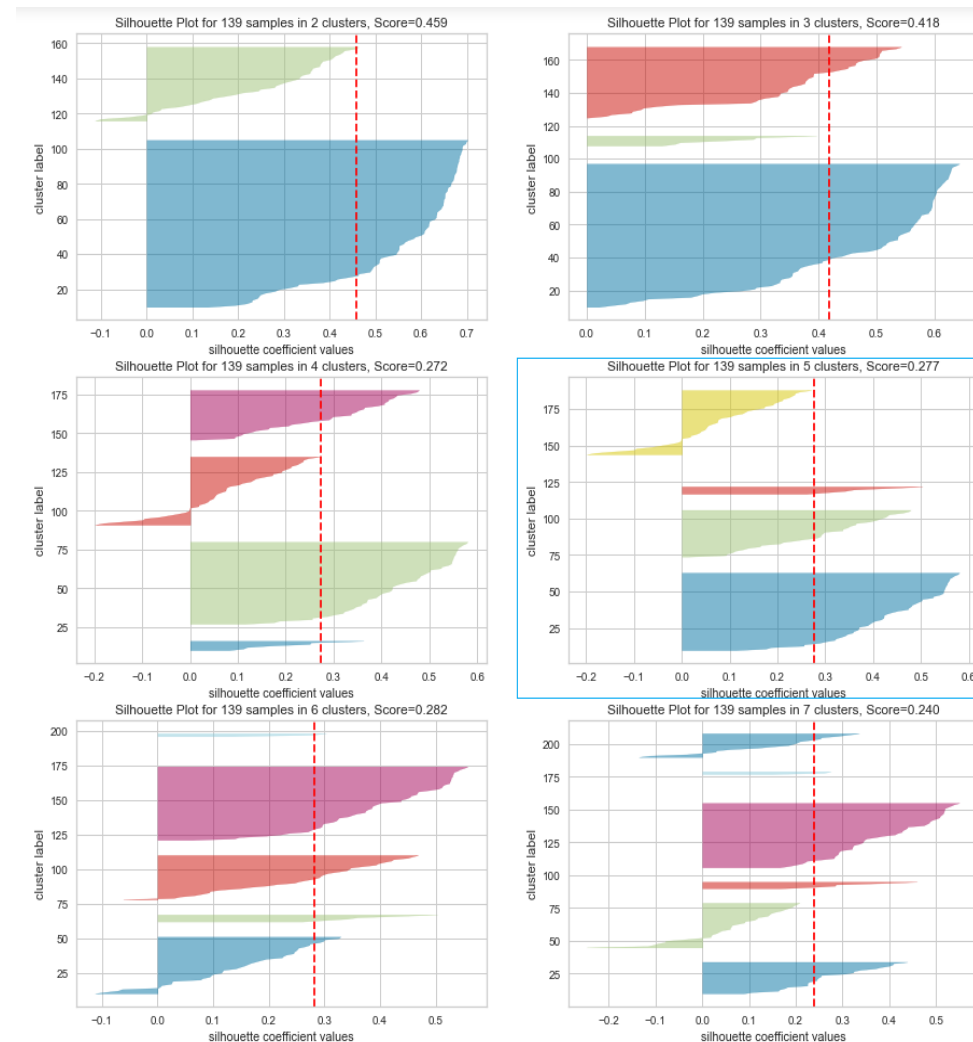 Silhouette Plot for 139 samples in 2 clusters, Score=0.459
160
140
120
100
80
60
40
20
cluster label
−0.1 0.0 0.1 0.2 0.3 0.4 0.5 0.6 0.7
silhouette coefficient values
Silhouette Plot for 139 samples in 3 clusters, Score=0.418
160
140
120
100
80
60
40
20
cluster label
0.0 0.1 0.2 0.3 0.4 0.5 0.6
silhouette coefficient values
Silhouette Plot for 139 samples in 4 clusters, Score=0.272
175
150
125
100
75
50
25
cluster label
−0.2 −0.1 0.0 0.1 0.2 0.3 0.4 0.5 0.6
silhouette coefficient values
Silhouette Plot for 139 samples in 5 clusters, Score=0.277
175
150
125
100
75
50
25
cluster label
−0.2 −0.1 0.0 0.1 0.2 0.3 0.4 0.5 0.6
silhouette coefficient values
Silhouette Plot for 139 samples in 6 clusters, Score=0.282
200
175
150
125
100
75
50
25
cluster label
−0.1 0.0 0.1 0.2 0.3 0.4 0.5
silhouette coefficient values
Silhouette Plot for 139 samples in 7 clusters, Score=0.240
200
175
150
125
100
75
50
25
cluster label
−0.2 −0.1 0.0 0.1 0.2 0.3 0.4 0.5
silhouette coefficient values